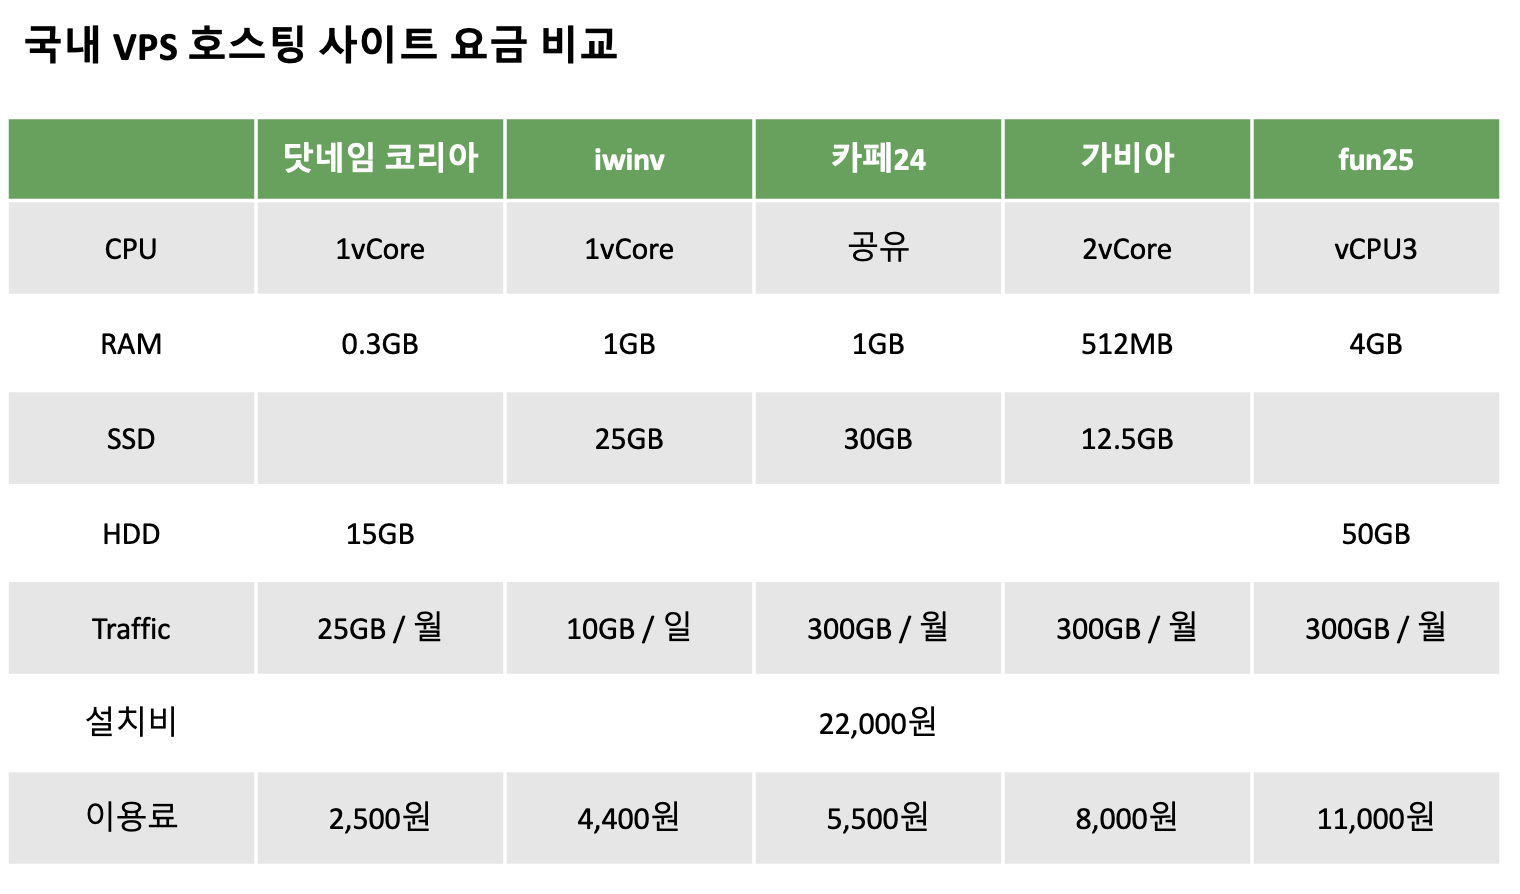 국내 VPS 호스팅 사이트 요금 비교
닷네임 코리아 iwinv 카페24 가비아 fun25
CPU 1vCore 1vCore 공유 2vCore vCPU3
RAM 0.3GB 1GB 1GB 512MB 4GB
SSD 25GB 30GB 12.5GB
HDD 15GB 50GB
Traffic 25GB / 월 10GB / 일 300GB / 월 300GB / 월 300GB / 월
설치비 22,000원
이용료 2,500원 4,400원 5,500원 8,000원 11,000원